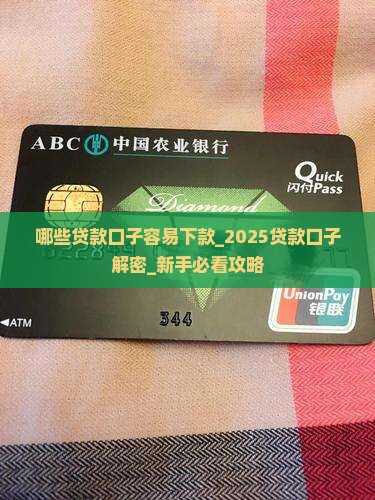 ABC 中国农业银行
Quick
闪付Pass
Diamond
哪些贷款口子容易下款_2025贷款口子
解密_新手必看攻略
UnionPay
银联
◀ATM
344